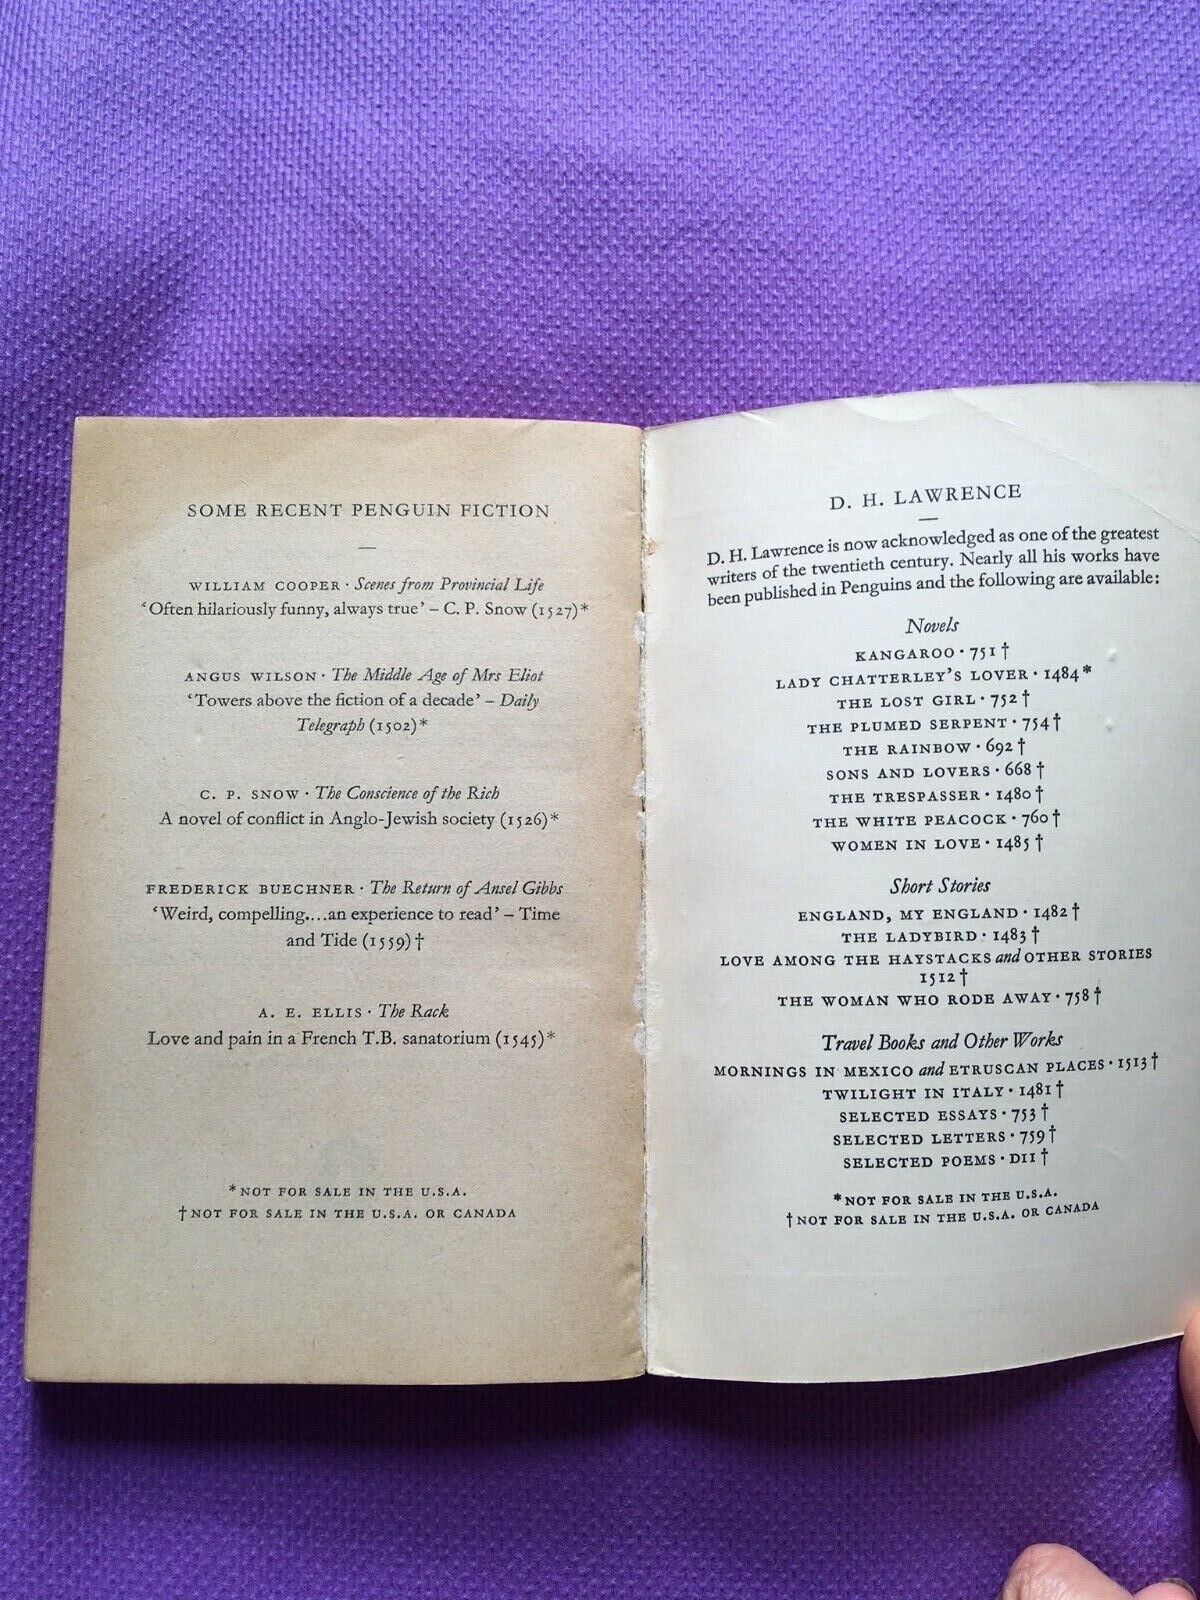 SOME RECENT PENGUIN FICTION
—
WILLIAM COOPER · Scenes from Provincial Life
‘Often hilariously funny, always true’ – C. P. Snow (1527)*
ANGUS WILSON · The Middle Age of Mrs Eliot
‘Towers above the fiction of a decade’ – Daily
Telegraph (1502)*
C. P. SNOW · The Conscience of the Rich
A novel of conflict in Anglo-Jewish society (1526)*
FREDERICK BUECHNER · The Return of Ansel Gibbs
‘Weird, compelling....an experience to read’ – Time
and Tide (1559)†
A. E. ELLIS · The Rack
Love and pain in a French T.B. sanatorium (1545)*
*NOT FOR SALE IN THE U.S.A.
†NOT FOR SALE IN THE U.S.A. OR CANADA
D. H. LAWRENCE
—
D. H. Lawrence is now acknowledged as one of the greatest
writers of the twentieth century. Nearly all his works have
been published in Penguins and the following are available:
Novels
KANGAROO · 751†
LADY CHATTERLEY'S LOVER · 1484*
THE LOST GIRL · 752†
THE PLUMED SERPENT · 754†
THE RAINBOW · 692†
SONS AND LOVERS · 668†
THE TRESPASSER · 1480†
THE WHITE PEACOCK · 760†
WOMEN IN LOVE · 1485†
Short Stories
ENGLAND, MY ENGLAND · 1482†
THE LADYBIRD · 1483†
LOVE AMONG THE HAYSTACKS and OTHER STORIES
1512†
THE WOMAN WHO RODE AWAY · 758†
Travel Books and Other Works
MORNINGS IN MEXICO and ETRUSCAN PLACES · 1513†
TWILIGHT IN ITALY · 1481†
SELECTED ESSAYS · 753†
SELECTED LETTERS · 759†
SELECTED POEMS · D11†
*NOT FOR SALE IN THE U.S.A.
†NOT FOR SALE IN THE U.S.A. OR CANADA